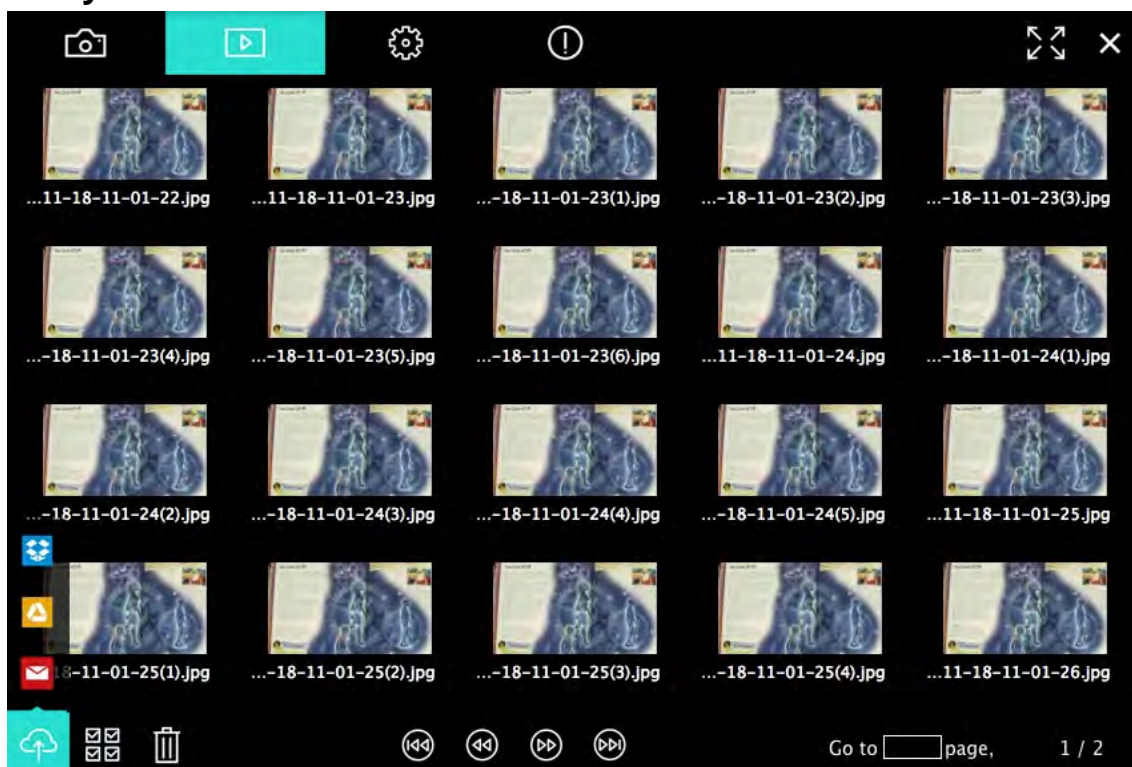 ...11-18-11-01-22.jpg ...11-18-11-01-23.jpg ...-18-11-01-23(1).jpg ...-18-11-01-23(2).jpg ...-18-11-01-23(3).jpg
...-18-11-01-23(4).jpg ...-18-11-01-23(5).jpg ...-18-11-01-23(6).jpg ...11-18-11-01-24.jpg ...-18-11-01-24(1).jpg
...-18-11-01-24(2).jpg ...-18-11-01-24(3).jpg ...-18-11-01-24(4).jpg ...-18-11-01-24(5).jpg ...11-18-11-01-25.jpg
18-11-01-25(1).jpg ...-18-11-01-25(2).jpg ...-18-11-01-25(3).jpg ...-18-11-01-25(4).jpg ...11-18-11-01-26.jpg
Go to page, 1 / 2